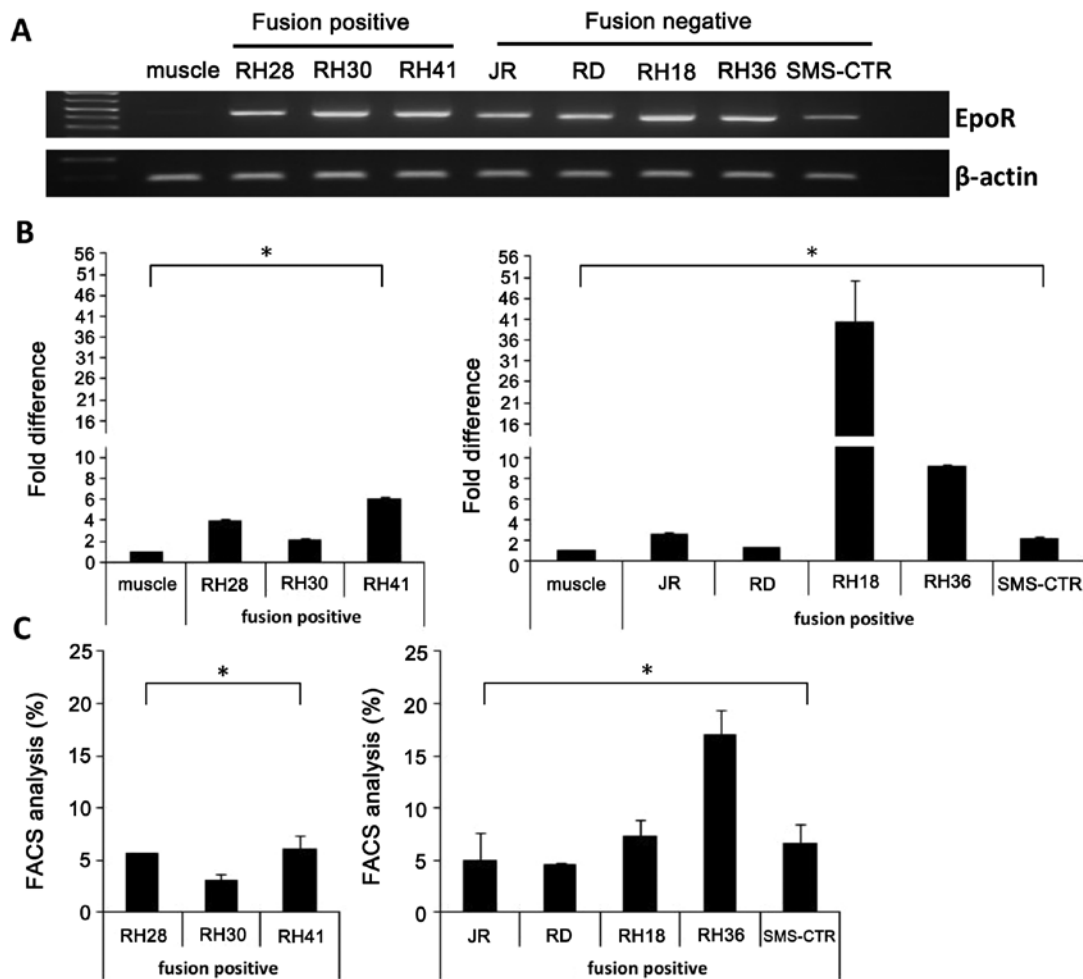 A
Fusion positive
Fusion negative
muscle RH28 RH30 RH41 JR RD RH18 RH36 SMS-CTR
EpoR
β-actin
B
Fold difference
56
51
46
41
36
31
26
21
16
10
8
6
4
2
0
*
muscle RH28 RH30 RH41
fusion positive
Fold difference
56
51
46
41
36
31
26
21
16
10
8
6
4
2
0
*
muscle JR RD RH18 RH36 SMS-CTR
fusion positive
C
FACS analysis (%)
25
20
15
10
5
0
*
RH28 RH30 RH41
fusion positive
FACS analysis (%)
25
20
15
10
5
0
*
JR RD RH18 RH36 SMS-CTR
fusion positive